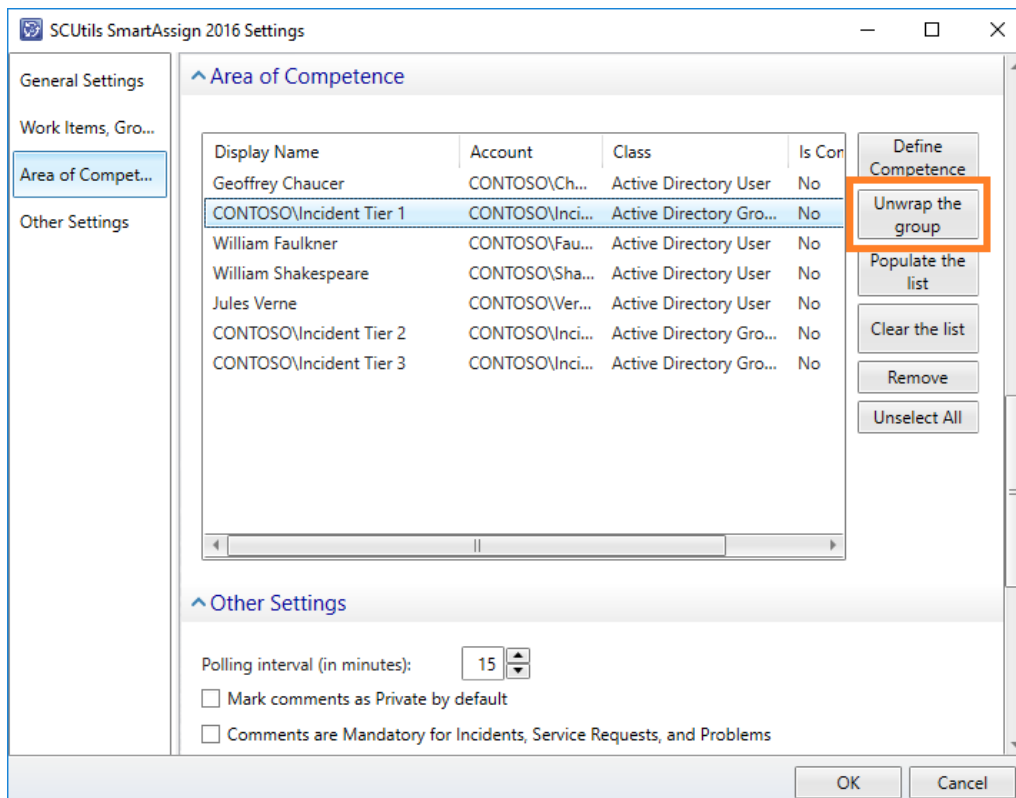 SCUtils SmartAssign 2016 Settings
General Settings
Work Items, Gro...
Area of Compet...
Other Settings
Area of Competence
Display Name Account Class Is Con
Geoffrey Chaucer CONTOSO\Ch... Active Directory User No
CONTOSO\Incident Tier 1 CONTOSO\Inci... Active Directory Gro... No
William Faulkner CONTOSO\Fau... Active Directory User No
William Shakespeare CONTOSO\Sha... Active Directory User No
Jules Verne CONTOSO\Ver... Active Directory User No
CONTOSO\Incident Tier 2 CONTOSO\Inci... Active Directory Gro... No
CONTOSO\Incident Tier 3 CONTOSO\Inci... Active Directory Gro... No
Define
Competence
Unwrap the
group
Populate the
list
Clear the list
Remove
Unselect All
Other Settings
Polling interval (in minutes): 15
Mark comments as Private by default
Comments are Mandatory for Incidents, Service Requests, and Problems
OK Cancel